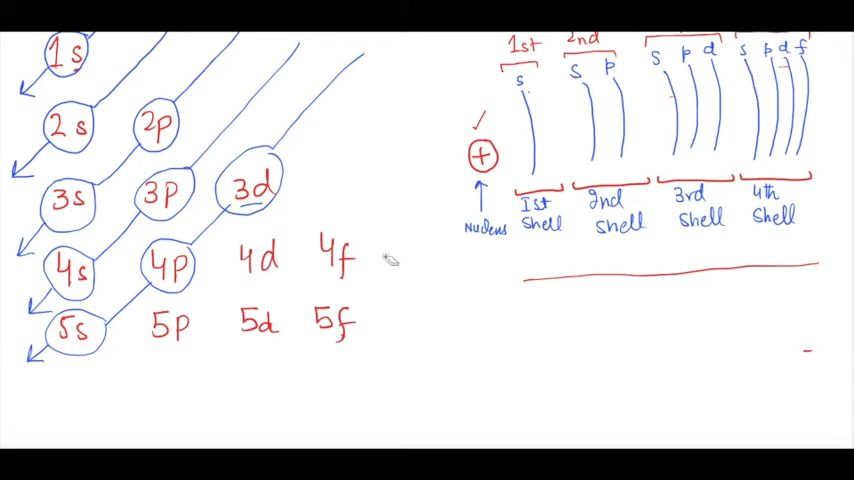 1s
2s 2p
3s 3p 3d
4s 4p 4d 4f
5s 5p 5d 5f
1st 2nd
s s p s p d s p d f
+
Nucleus
1st shell
2nd shell
3rd shell
4th shell